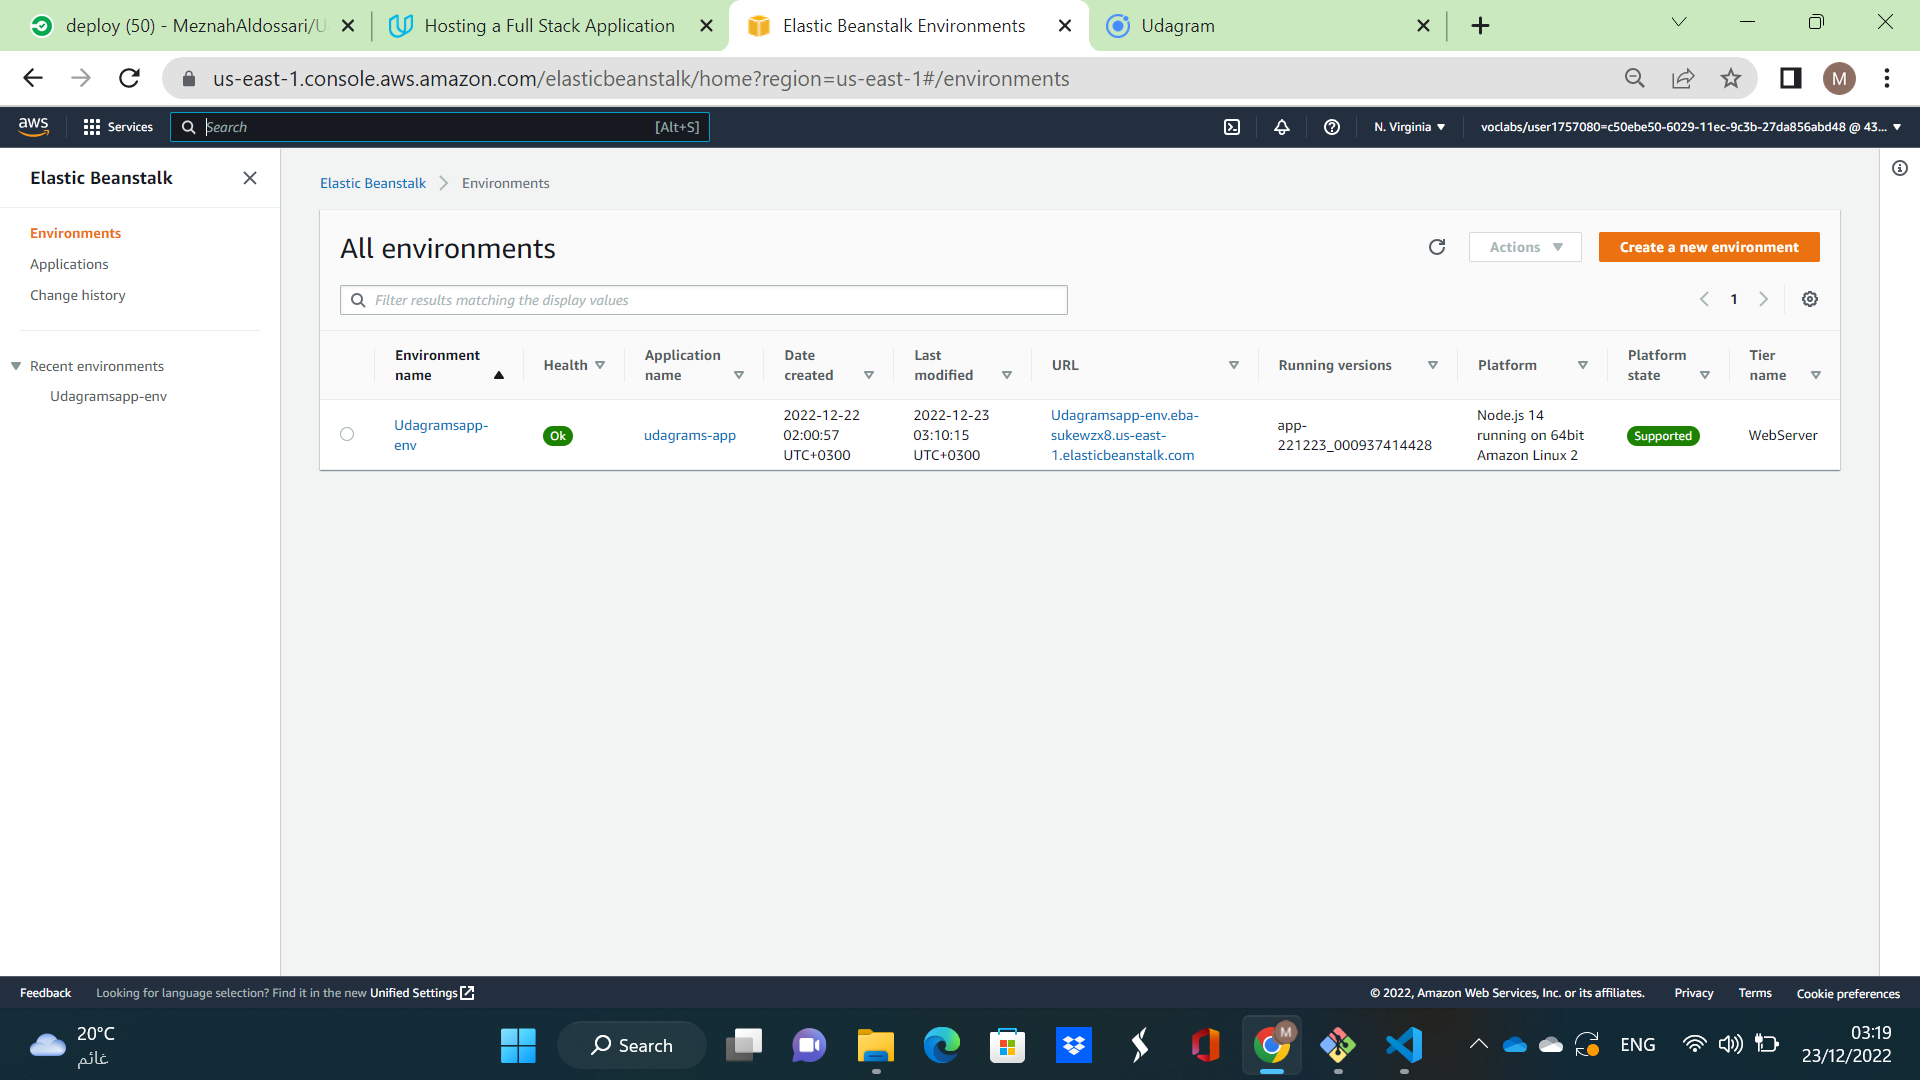 deploy (50) - MeznahAldossari/U
Hosting a Full Stack Application
Elastic Beanstalk Environments
Udagram
us-east-1.console.aws.amazon.com/elasticbeanstalk/home?region=us-east-1#/environments
M
aws
Services
Search
[Alt+S]
N. Virginia
voclabs/user1757080=c50ebe50-6029-11ec-9c3b-27da856abd48 @ 43...
Elastic Beanstalk
Environments
Applications
Change history
Recent environments
Udagramsapp-env
Elastic Beanstalk
Environments
All environments
Actions
Create a new environment
Filter results matching the display values
1
Environment
name
Health
Application
name
Date
created
Last
modified
URL
Running versions
Platform
Platform
state
Tier
name
Udagramsapp-
env
Ok
udagrams-app
2022-12-22
02:00:57
UTC+0300
2022-12-23
03:10:15
UTC+0300
Udagramsapp-env.eba-
sukewzx8.us-east-
1.elasticbeanstalk.com
app-
221223_000937414428
Node.js 14
running on 64bit
Amazon Linux 2
Supported
WebServer
Feedback
Looking for language selection? Find it in the new Unified Settings
© 2022, Amazon Web Services, Inc. or its affiliates.
Privacy
Terms
Cookie preferences
20°C
غائم
Search
M
ENG
03:19
23/12/2022